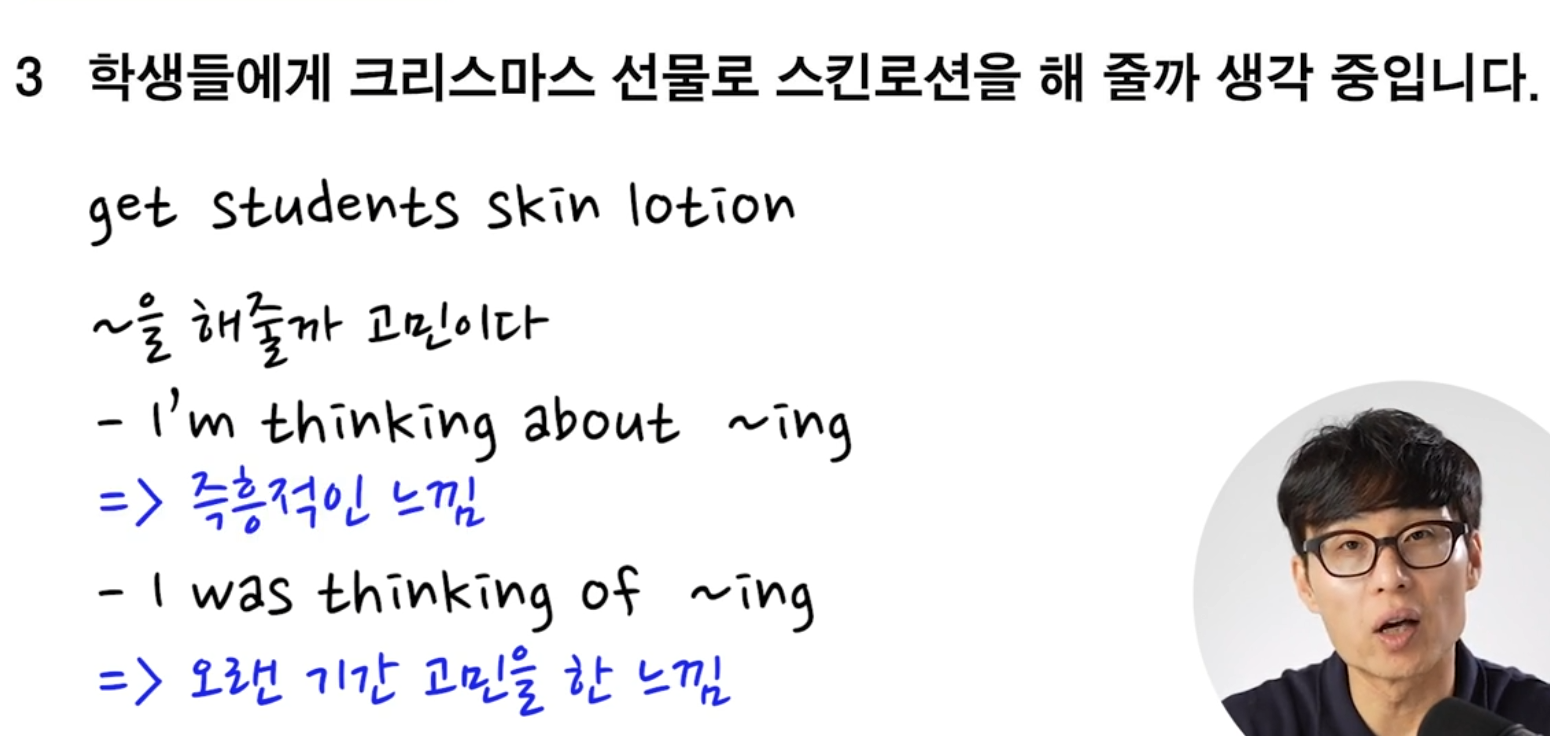 3 학생들에게 크리스마스 선물로 스킨로션을 해 줄까 생각 중입니다.
get students skin lotion
~을 해줄까 고민이다
- I'm thinking about ~ing
=> 즉흥적인 느낌
- I was thinking of ~ing
=> 오랜 기간 고민을 한 느낌